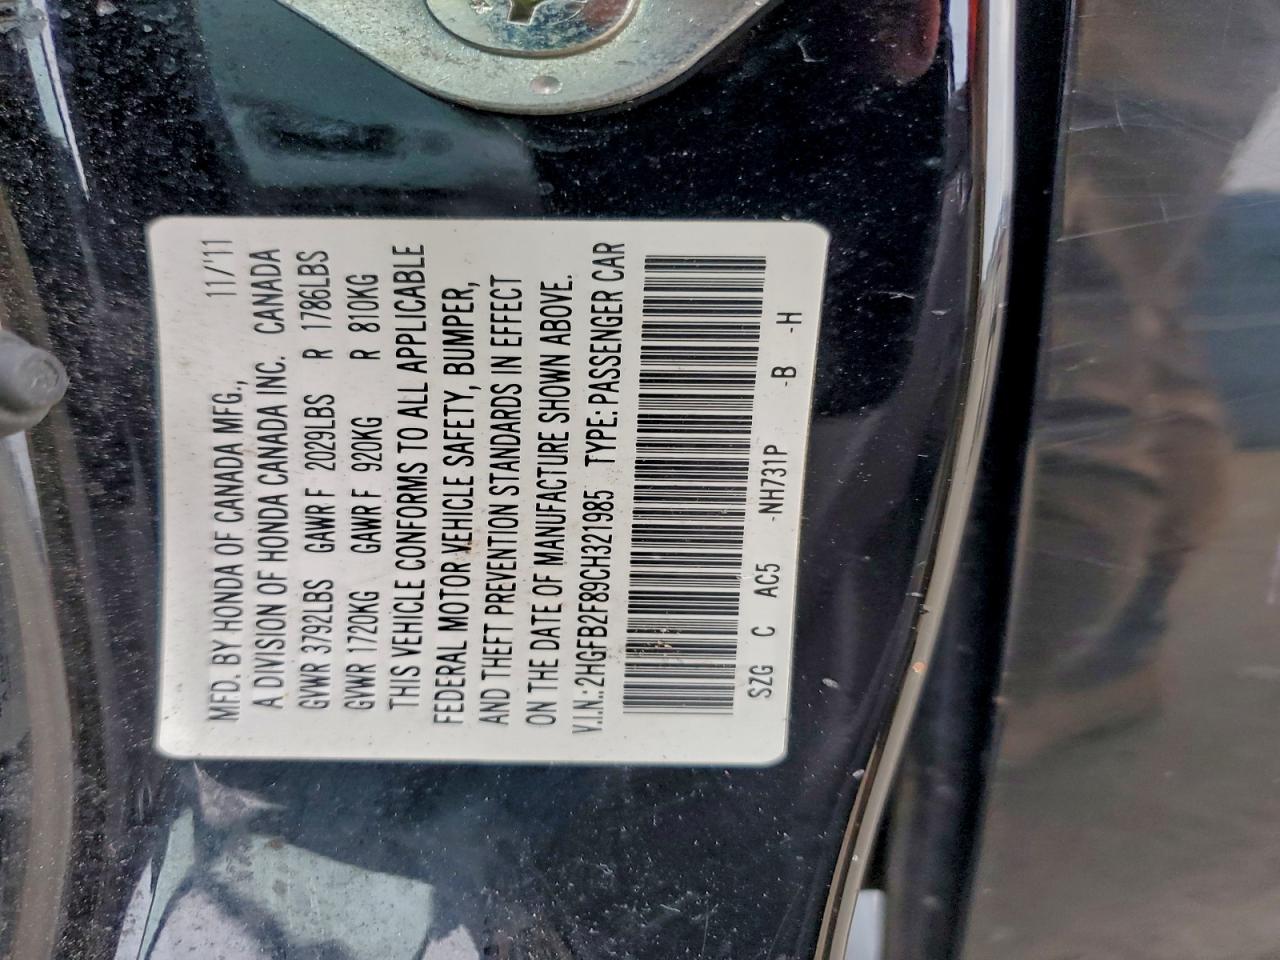 MFD. BY HONDA OF CANADA MFG., 11/'11
A DIVISION OF HONDA CANADA INC. CANADA
GVWR 3792LBS GAWR F 2029LBS R 1786LBS
GVWR 1720KG GAWR F 920KG R 810KG
THIS VEHICLE CONFORMS TO ALL APPLICABLE
FEDERAL MOTOR VEHICLE SAFETY, BUMPER,
AND THEFT PREVENTION STANDARDS IN EFFECT
ON THE DATE OF MANUFACTURE SHOWN ABOVE.
V.I.N.: 2HGFB2F89CH321985 TYPE: PASSENGER CAR
SZG C AC5 -NH731P -B -H